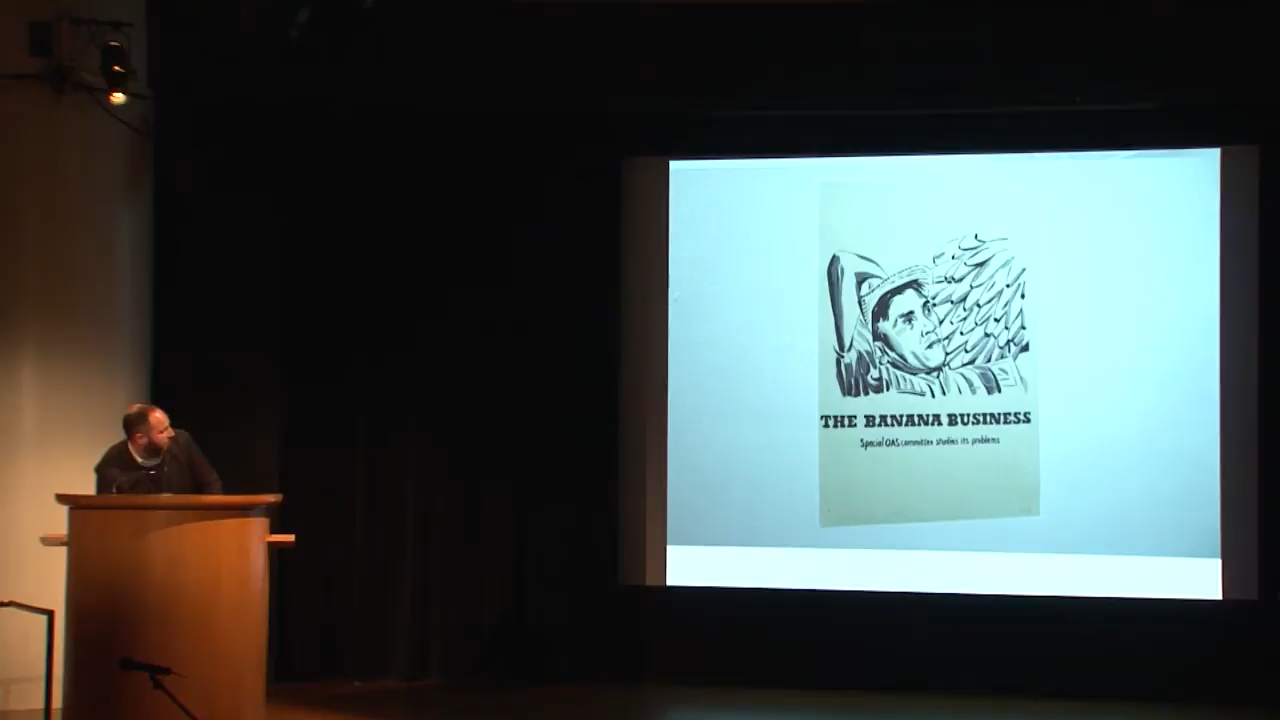 THE BANANA BUSINESS
Special OAS committee studies its problems